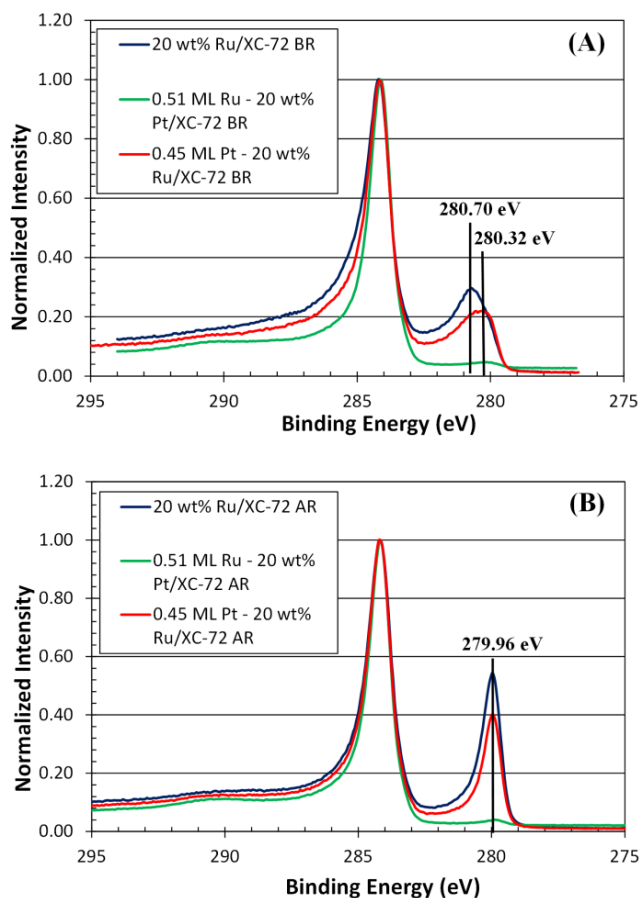 (A)
1.20
1.00
0.80
0.60
0.40
0.20
0.00
Normalized Intensity
20 wt% Ru/XC-72 BR
0.51 ML Ru - 20 wt%
Pt/XC-72 BR
0.45 ML Pt - 20 wt%
Ru/XC-72 BR
280.70 eV
280.32 eV
295 290 285 280 275
Binding Energy (eV)
(B)
1.20
1.00
0.80
0.60
0.40
0.20
0.00
Normalized Intensity
20 wt% Ru/XC-72 AR
0.51 ML Ru - 20 wt%
Pt/XC-72 AR
0.45 ML Pt - 20 wt%
Ru/XC-72 AR
279.96 eV
295 290 285 280 275
Binding Energy (eV)